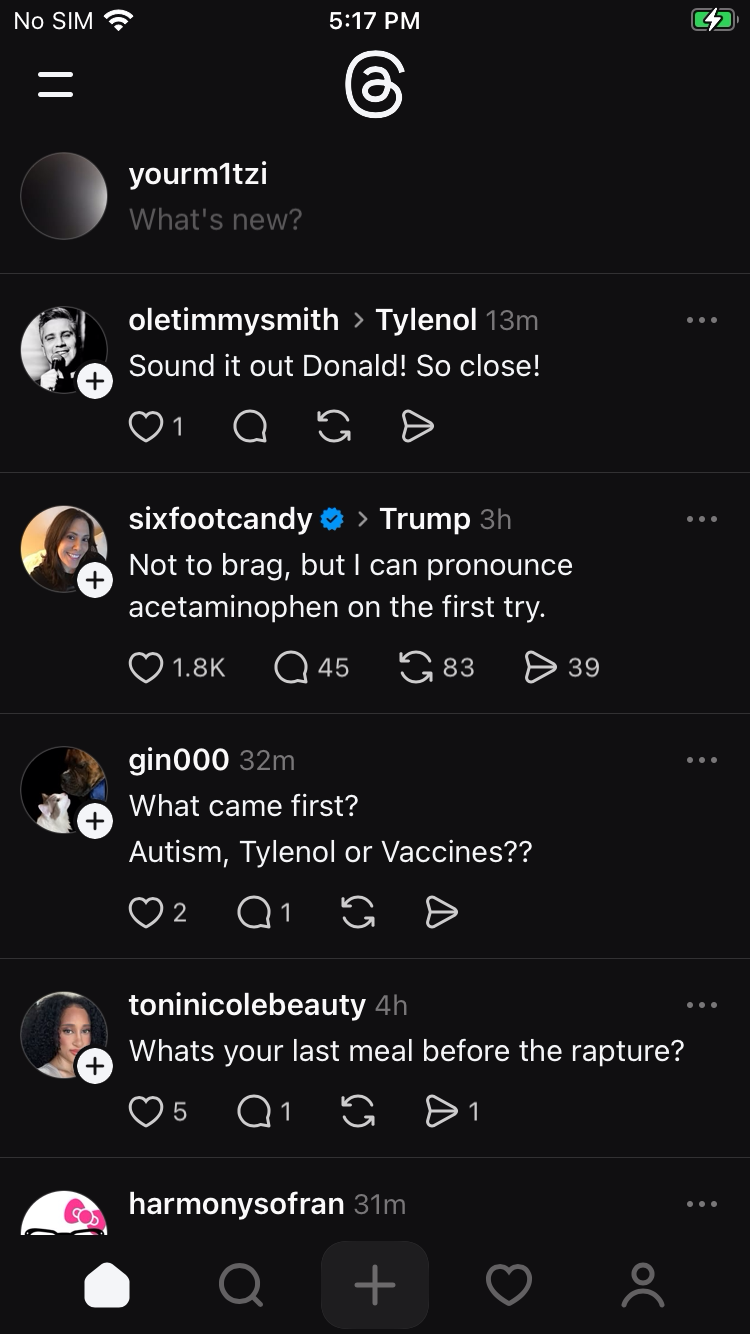 No SIM 5:17 PM
yourm1tzi
What's new?
oletimmysmith > Tylenol 13m
Sound it out Donald! So close!
1
sixfootcandy > Trump 3h
Not to brag, but I can pronounce
acetaminophen on the first try.
1.8K 45 83 39
gin000 32m
What came first?
Autism, Tylenol or Vaccines??
2 1
toninicolebeauty 4h
Whats your last meal before the rapture?
5 1 1
harmonysofran 31m